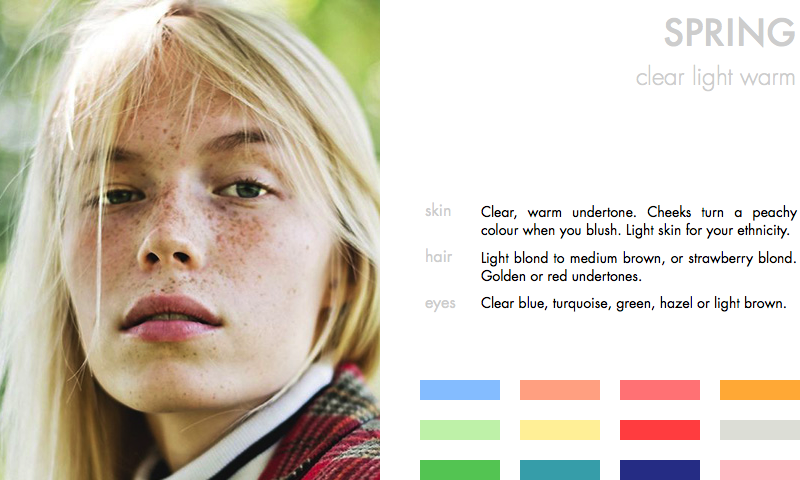 SPRING
clear light warm
skin Clear, warm undertone. Cheeks turn a peachy
colour when you blush. Light skin for your ethnicity.
hair Light blond to medium brown, or strawberry blond.
Golden or red undertones.
eyes Clear blue, turquoise, green, hazel or light brown.